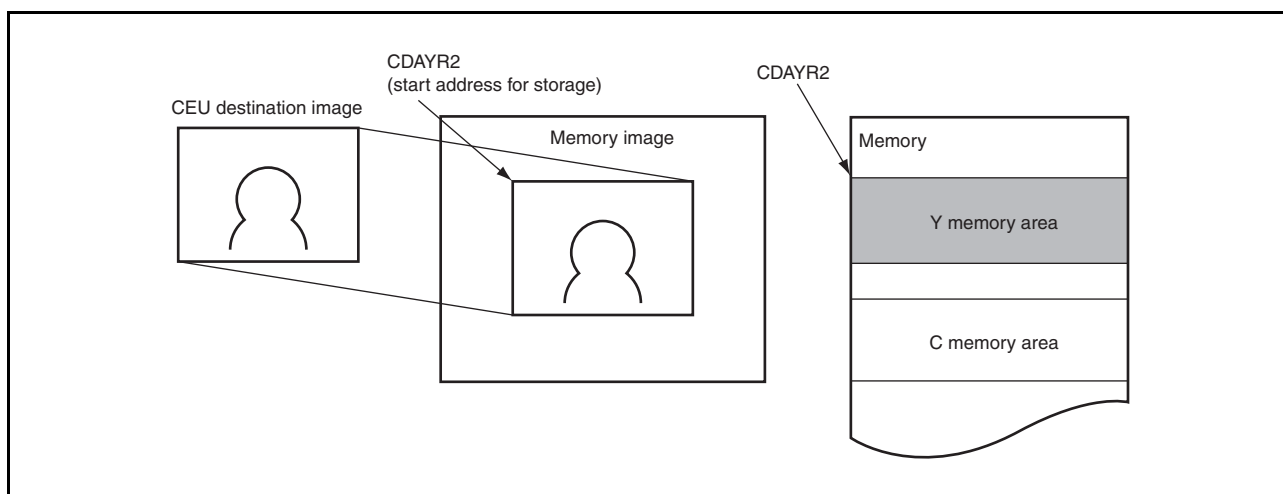 CDAYR2
(start address for storage)
CEU destination image
Memory image
CDAYR2
Memory
Y memory area
C memory area